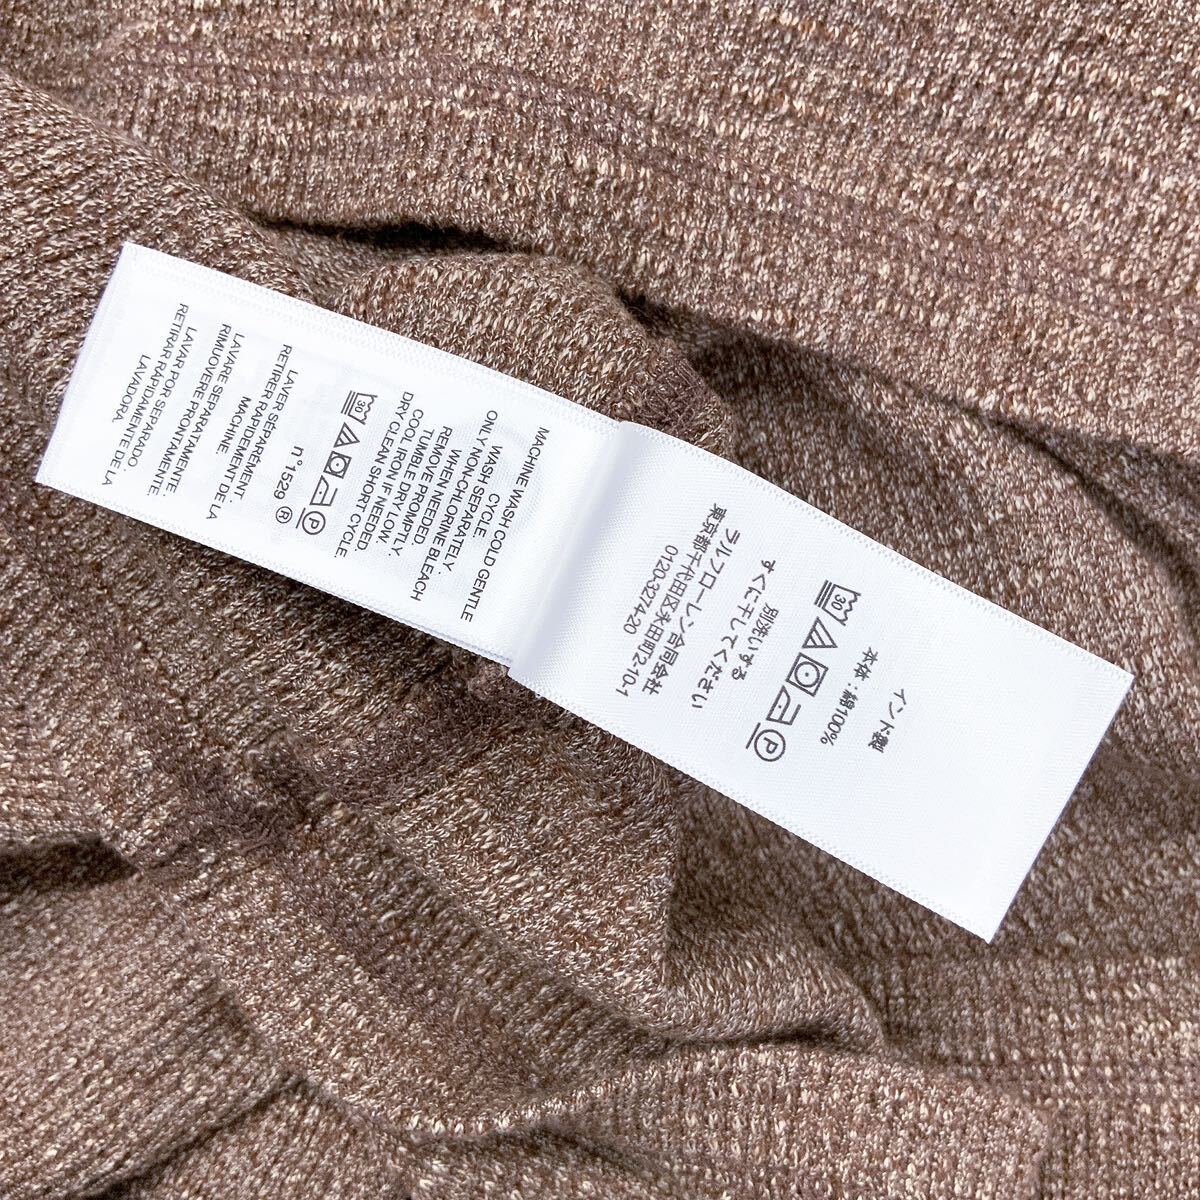 MACHINE WASH COLD GENTLE
CYCLE.
WASH SEPARATELY.
ONLY NON-CHLORINE BLEACH
WHEN NEEDED.
REMOVE PROMPTLY.
TUMBLE DRY LOW.
COOL IRON IF NEEDED.
DRY CLEAN SHORT CYCLE
30
P
n°1529 ®
LAVER SÉPARÉMENT.
RETIRER RAPIDEMENT DE LA
MACHINE.
LAVARE SEPARATAMENTE.
RIMUOVERE PRONTAMENTE.
LAVAR POR SEPARADO
RETIRAR RÁPIDAMENTE DE LA
LAVADORA.
インド製
本体：綿100%
30
P
別洗いする
すぐに干してください
ラルフローレン合同会社
東京都千代田区永田町2-10-1
0120-3274-20